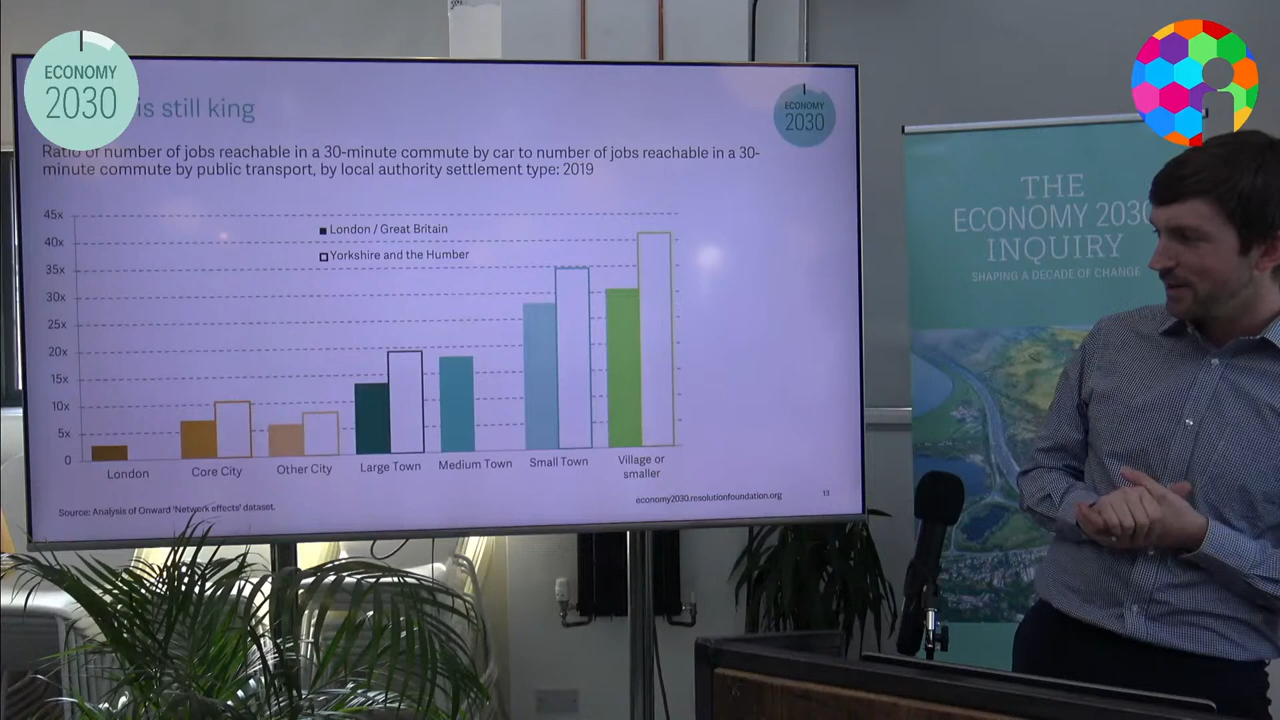 ECONOMY
2030
is still king
ECONOMY
2030
Ratio of number of jobs reachable in a 30-minute commute by car to number of jobs reachable in a 30-
minute commute by public transport, by local authority settlement type: 2019
45x
40x
35x
30x
25x
20x
15x
10x
5x
0
London / Great Britain
Yorkshire and the Humber
London
Core City
Other City
Large Town
Medium Town
Small Town
Village or
smaller
Source: Analysis of Onward 'Network effects' dataset.
economy2030.resolutionfoundation.org
13
THE
ECONOMY 2030
INQUIRY
SHAPING A DECADE OF CHANGE